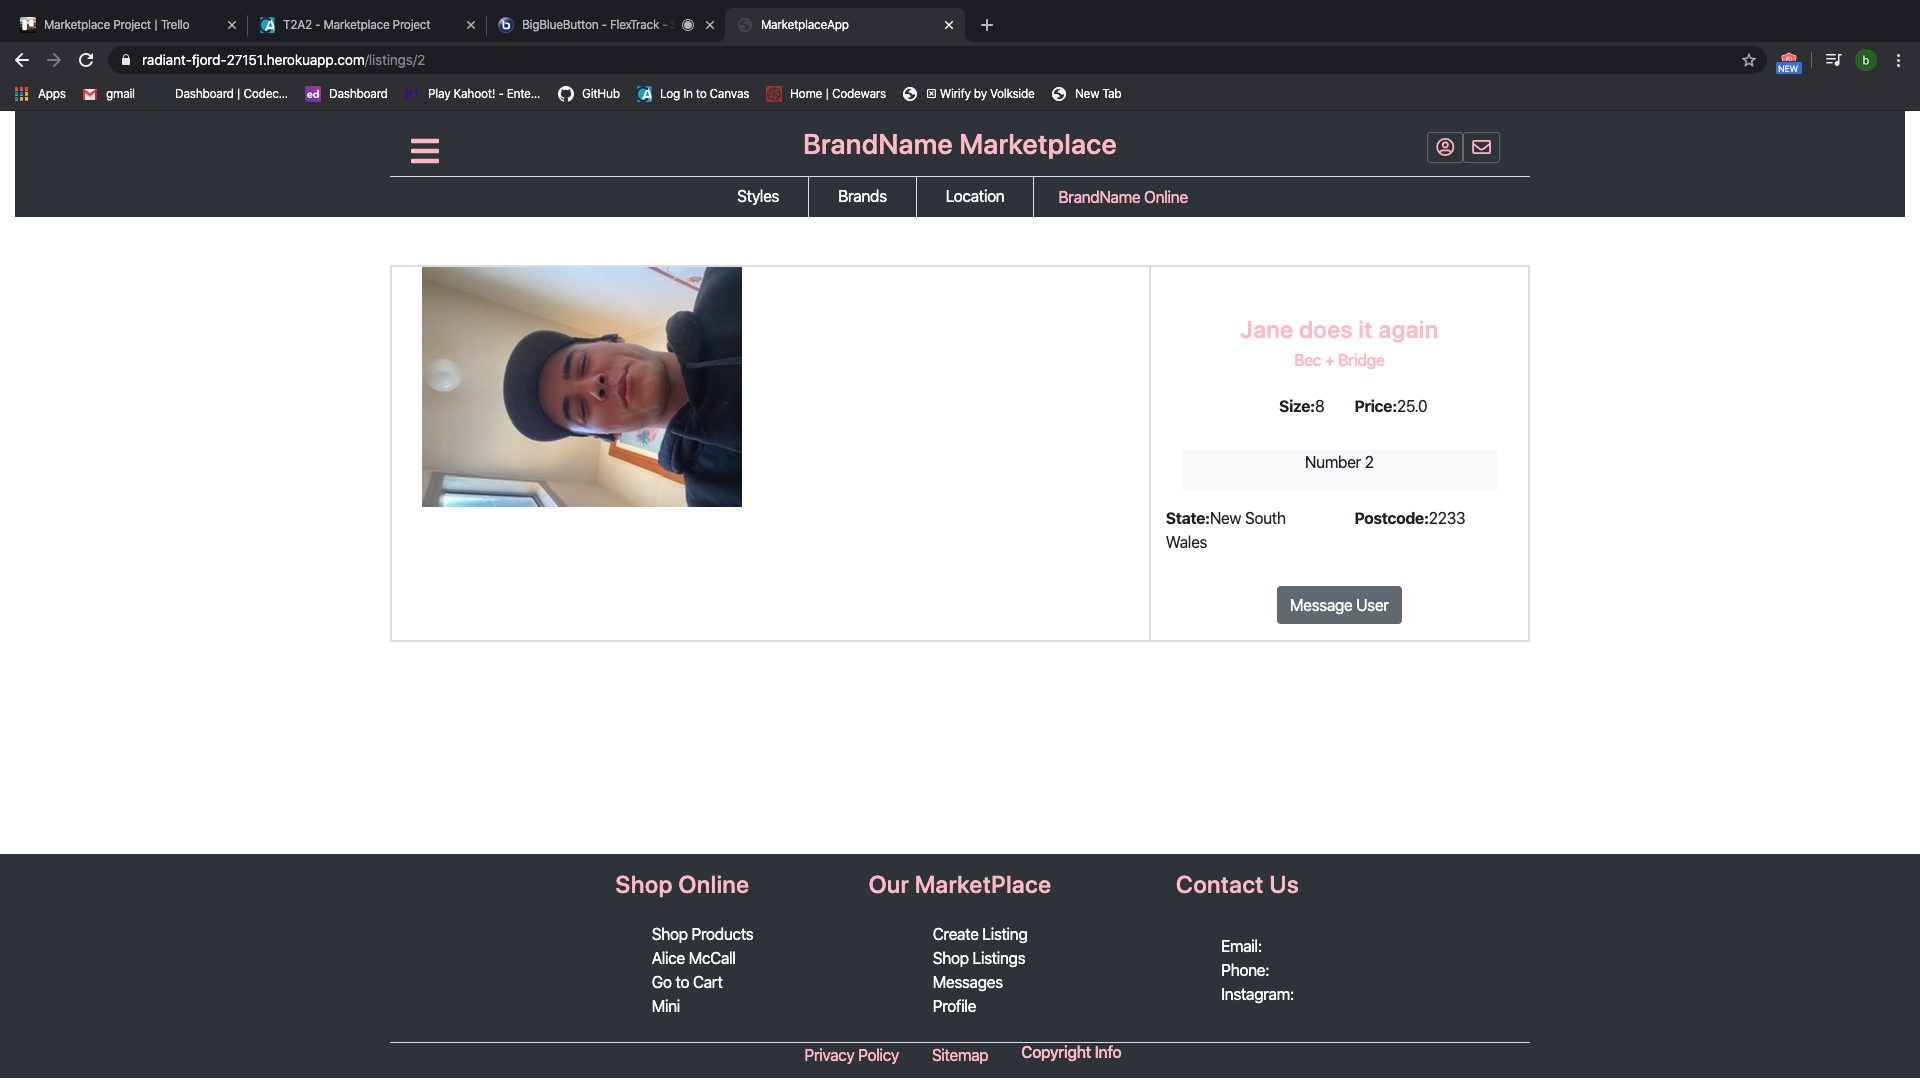 Marketplace Project | Trello
T2A2 - Marketplace Project
BigBlueButton - FlexTrack -
MarketplaceApp
radiant-fjord-27151.herokuapp.com/listings/2
NEW
b
Apps
gmail
Dashboard | Codec...
ed
Dashboard
K!
Play Kahoot! - Ente...
GitHub
Log In to Canvas
Home | Codewars
Wirify by Volkside
New Tab
BrandName Marketplace
Styles
Brands
Location
BrandName Online
Jane does it again
Bec + Bridge
Size:8
Price:25.0
Number 2
State:New South
Wales
Postcode:2233
Message User
Shop Online
Shop Products
Alice McCall
Go to Cart
Mini
Our MarketPlace
Create Listing
Shop Listings
Messages
Profile
Contact Us
Email:
Phone:
Instagram:
Privacy Policy
Sitemap
Copyright Info